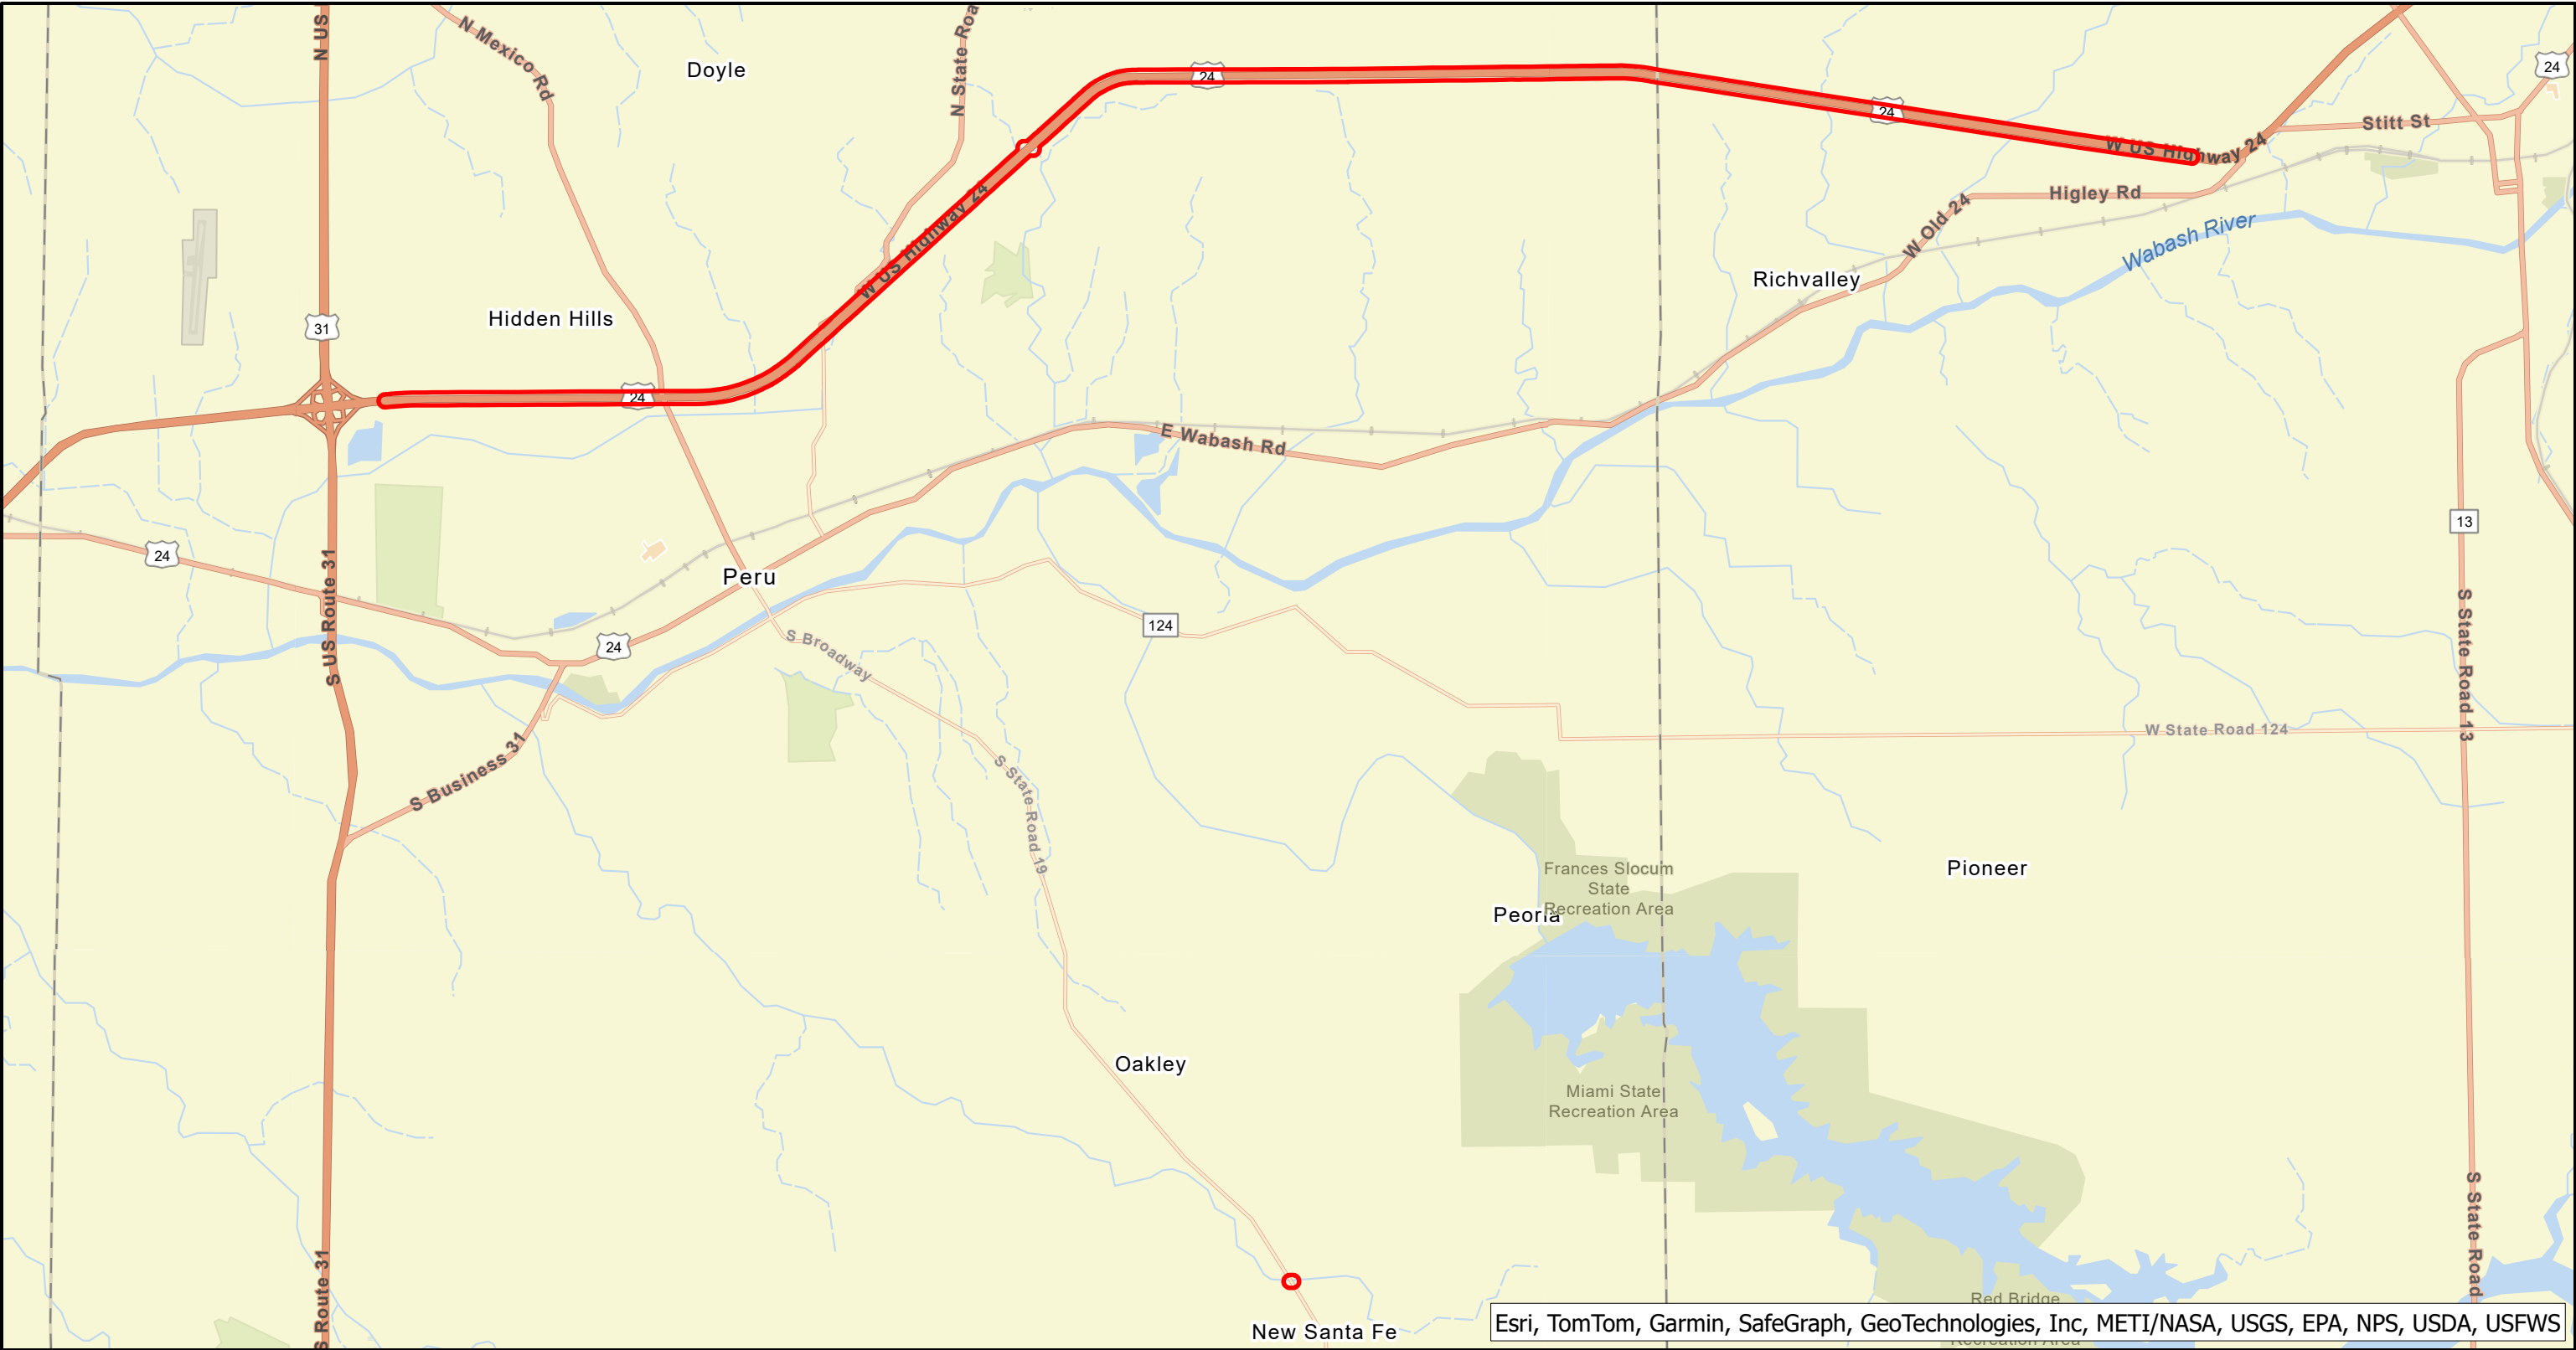 N US
N Mexico Rd
Doyle
N State Roa
24
24
24
Stitt St
W US Highway 24
W US Highway 24
Higley Rd
W Old 24
Wabash River
Richvalley
Hidden Hills
31
24
E Wabash Rd
24
13
Peru
S US Route 31
24
124
S Broadway
S State Road 13
W State Road 124
S Business 31
S State Road 19
Frances Slocum
State
Recreation Area
Pioneer
Peoria
Oakley
Miami State
Recreation Area
S State Road
S Route 31
Red Bridge
New Santa Fe
Esri, TomTom, Garmin, SafeGraph, GeoTechnologies, Inc, METI/NASA, USGS, EPA, NPS, USDA, USFWS
Recreation Area